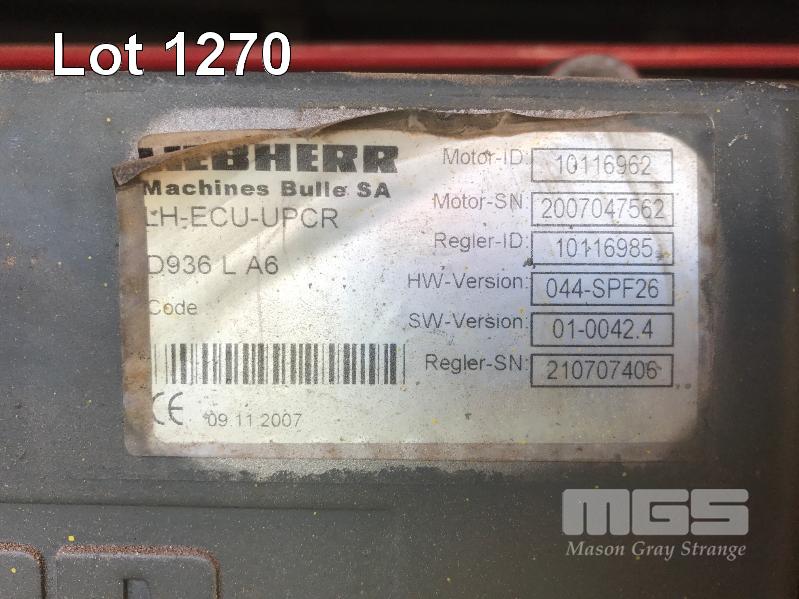 Lot 1270
LIEBHERR
Machines Bulle SA
LH-ECU-UPCR
D936 L A6
Code
CE 09.11.2007
Motor-ID: 10116962
Motor-SN: 2007047562
Regler-ID: 10116985
HW-Version: 044-SPF26
SW-Version: 01-0042.4
Regler-SN: 210707406
MGS
Mason Gray Strange